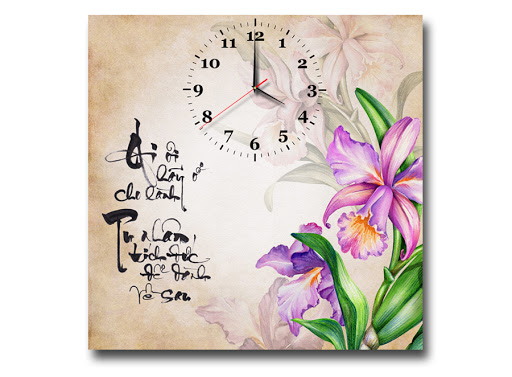 12
11 1
10 2
9 3
8 4
7 5
6
Ai ơi
hãy ở
cho lành
Tu nhân
tích đức
để dành
về sau